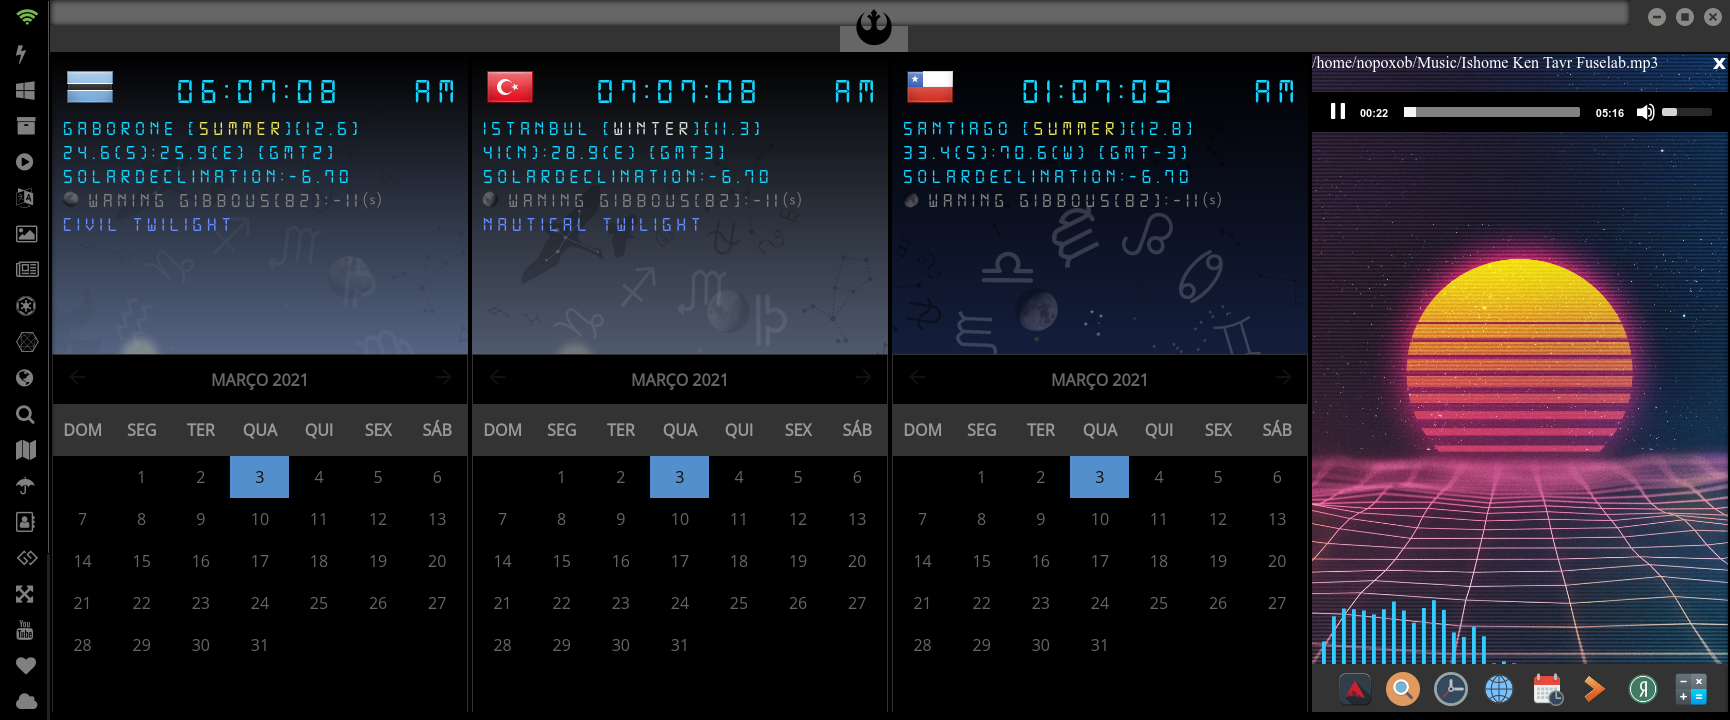 06:07:08 AM
GABORONE (SUMMER)(12.6)
24.6(S):25.9(E) (GMT2)
SOLARDECLINATION:-6.70
WANING GIBBOUS(82):-11(s)
CIVIL TWILIGHT
MARÇO 2021
DOM SEG TER QUA QUI SEX SÁB
1 2 3 4 5 6
7 8 9 10 11 12 13
14 15 16 17 18 19 20
21 22 23 24 25 26 27
28 29 30 31
07:07:08 AM
ISTANBUL (WINTER)(11.3)
41(N):28.9(E) (GMT3)
SOLARDECLINATION:-6.70
WANING GIBBOUS(82):-11(s)
NAUTICAL TWILIGHT
MARÇO 2021
DOM SEG TER QUA QUI SEX SÁB
1 2 3 4 5 6
7 8 9 10 11 12 13
14 15 16 17 18 19 20
21 22 23 24 25 26 27
28 29 30 31
01:07:09 AM
SANTIAGO (SUMMER)(12.8)
33.4(S):70.6(W) (GMT-3)
SOLARDECLINATION:-6.70
WANING GIBBOUS(82):-11(s)
MARÇO 2021
DOM SEG TER QUA QUI SEX SÁB
1 2 3 4 5 6
7 8 9 10 11 12 13
14 15 16 17 18 19 20
21 22 23 24 25 26 27
28 29 30 31
/home/nopoxob/Music/Ishome Ken Tavr Fuselab.mp3 x
00:22 05:16
You
Tube
Я